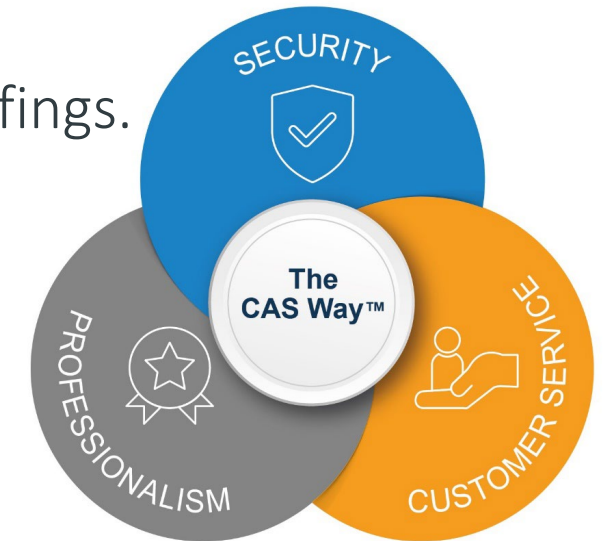 fings.
SECURITY
The
CAS Way™
PROFESSIONALISM
CUSTOMER SERVICE